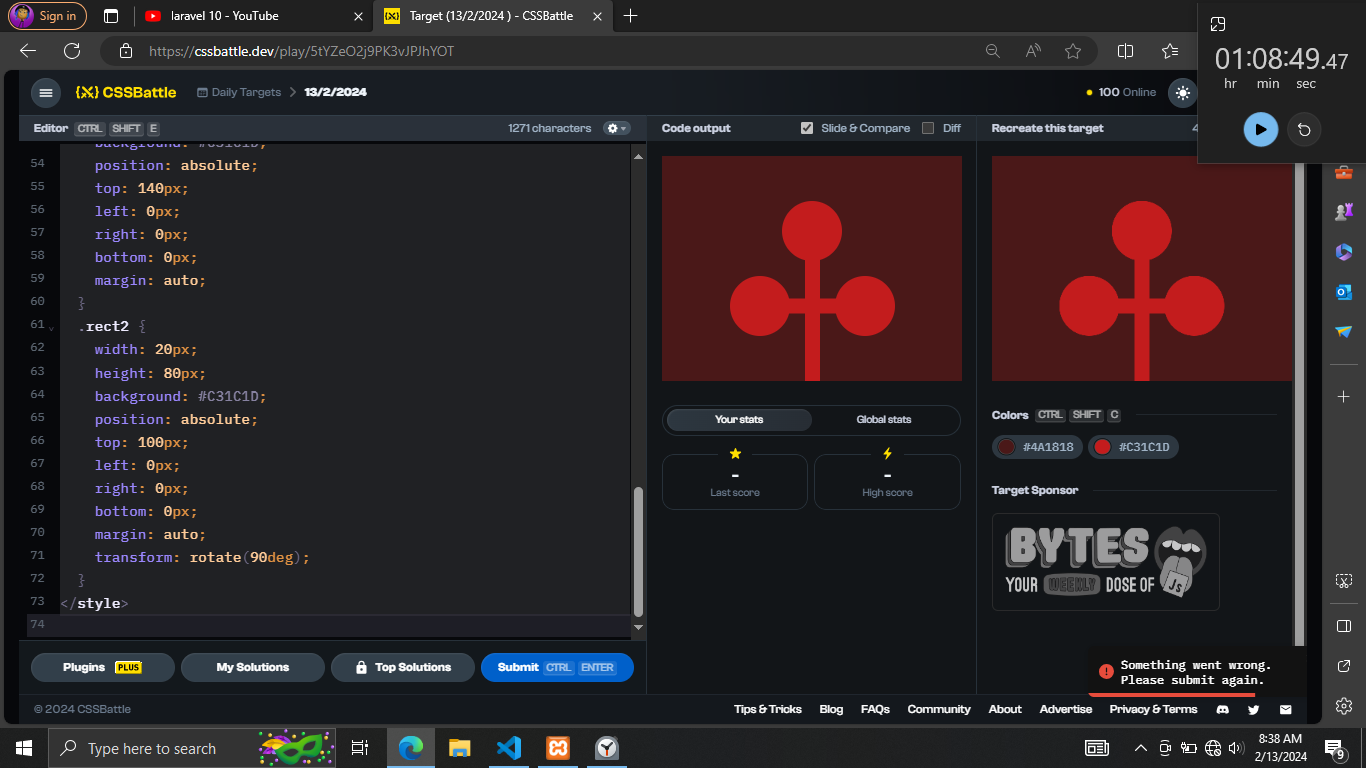 Sign in
laravel 10 - YouTube
Target (13/2/2024 ) - CSSBattle
https://cssbattle.dev/play/5tYZeO2j9PK3vJPJhYOT
01:08:49.47
hr min sec
CSSBattle
Daily Targets > 13/2/2024
100 Online
Editor CTRL SHIFT E
1271 characters
Code output
Slide & Compare
Diff
Recreate this target
background: #C31C1D;
54 position: absolute;
55 top: 140px;
56 left: 0px;
57 right: 0px;
58 bottom: 0px;
59 margin: auto;
60 }
61 .rect2 {
62 width: 20px;
63 height: 80px;
64 background: #C31C1D;
65 position: absolute;
66 top: 100px;
67 left: 0px;
68 right: 0px;
69 bottom: 0px;
70 margin: auto;
71 transform: rotate(90deg);
72 }
73 </style>
74
Your stats
Global stats
-
Last score
-
High score
Colors CTRL SHIFT C
#4A1818 #C31C1D
Target Sponsor
BYTES
YOUR WEEKLY DOSE OF JS
Plugins PLUS
My Solutions
Top Solutions
Submit CTRL ENTER
Something went wrong.
Please submit again.
© 2024 CSSBattle
Tips & Tricks Blog FAQs Community About Advertise Privacy & Terms
Type here to search
8:38 AM
2/13/2024
9